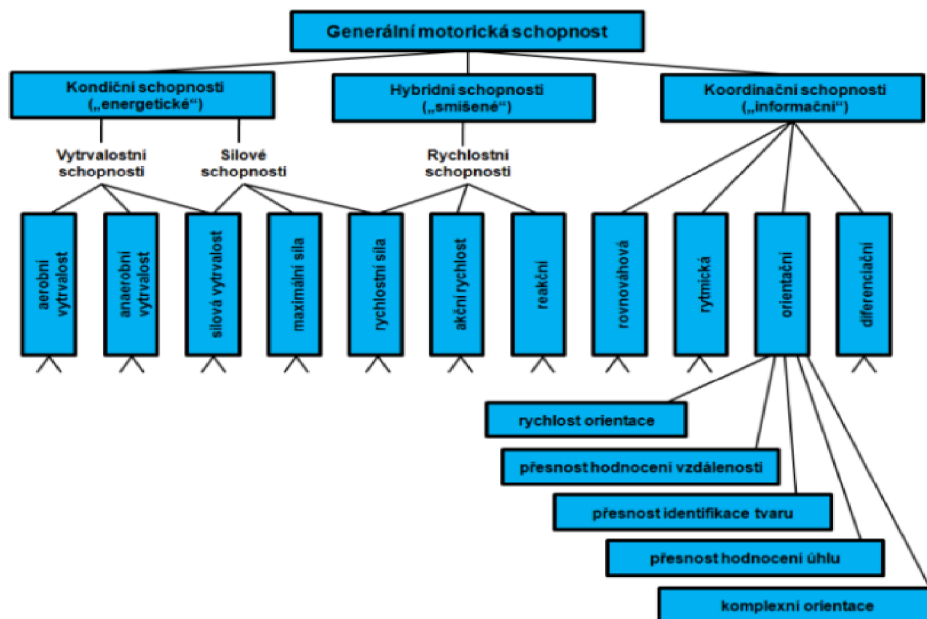 Generální motorická schopnost
Kondiční schopnosti
(„energetické“)
Hybridní schopnosti
(„smíšené“)
Koordinační schopnosti
(„informační“)
Vytrvalostní
schopnosti
Silové
schopnosti
Rychlostní
schopnosti
aerobní
vytrvalost
anaerobní
vytrvalost
silová vytrvalost
maximální síla
rychlostní síla
akční rychlost
reakční
rovnováhová
rytmická
orientační
diferenciační
rychlost orientace
přesnost hodnocení vzdálenosti
přesnost identifikace tvaru
přesnost hodnocení úhlu
komplexní orientace